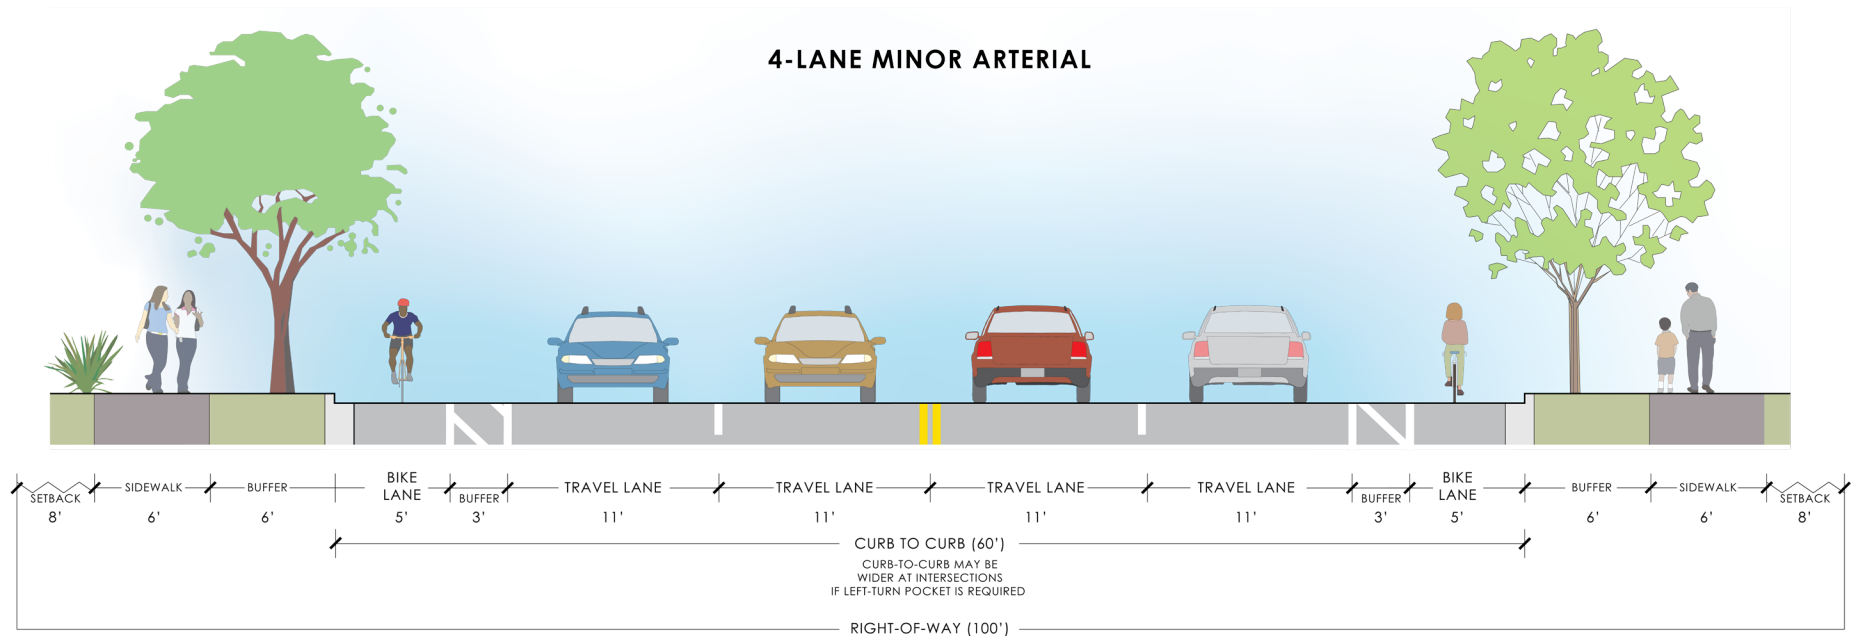 4-LANE MINOR ARTERIAL
SETBACK
8’
SIDEWALK
6’
BUFFER
6’
BIKE
LANE
5’
BUFFER
3’
TRAVEL LANE
11’
TRAVEL LANE
11’
TRAVEL LANE
11’
TRAVEL LANE
11’
BUFFER
3’
BIKE
LANE
5’
BUFFER
6’
SIDEWALK
6’
SETBACK
8’
CURB TO CURB (60’)
CURB-TO-CURB MAY BE
WIDER AT INTERSECTIONS
IF LEFT-TURN POCKET IS REQUIRED
RIGHT-OF-WAY (100’)